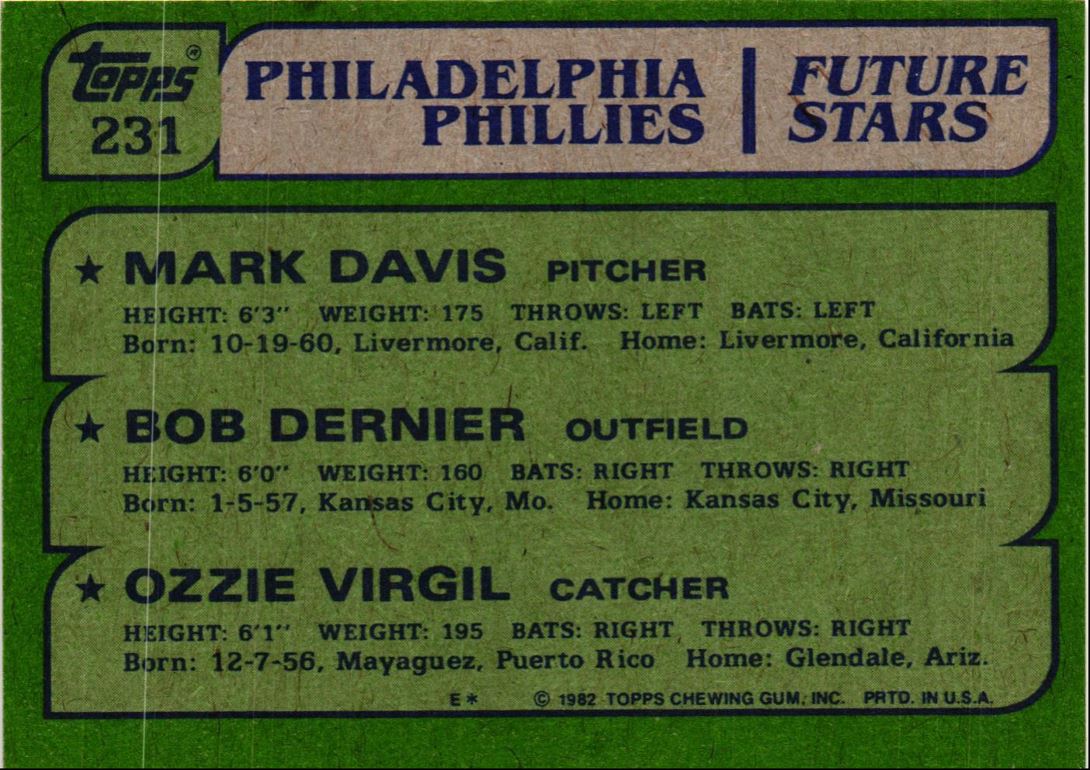 TOPPS®
231
PHILADELPHIA
PHILLIES
FUTURE
STARS
★ MARK DAVIS PITCHER
HEIGHT: 6'3" WEIGHT: 175 THROWS: LEFT BATS: LEFT
Born: 10-19-60, Livermore, Calif. Home: Livermore, California
★ BOB DERNIER OUTFIELD
HEIGHT: 6'0" WEIGHT: 160 BATS: RIGHT THROWS: RIGHT
Born: 1-5-57, Kansas City, Mo. Home: Kansas City, Missouri
★ OZZIE VIRGIL CATCHER
HEIGHT: 6'1" WEIGHT: 195 BATS: RIGHT THROWS: RIGHT
Born: 12-7-56, Mayaguez, Puerto Rico Home: Glendale, Ariz.
E* © 1982 TOPPS CHEWING GUM, INC. PRTD. IN U.S.A.